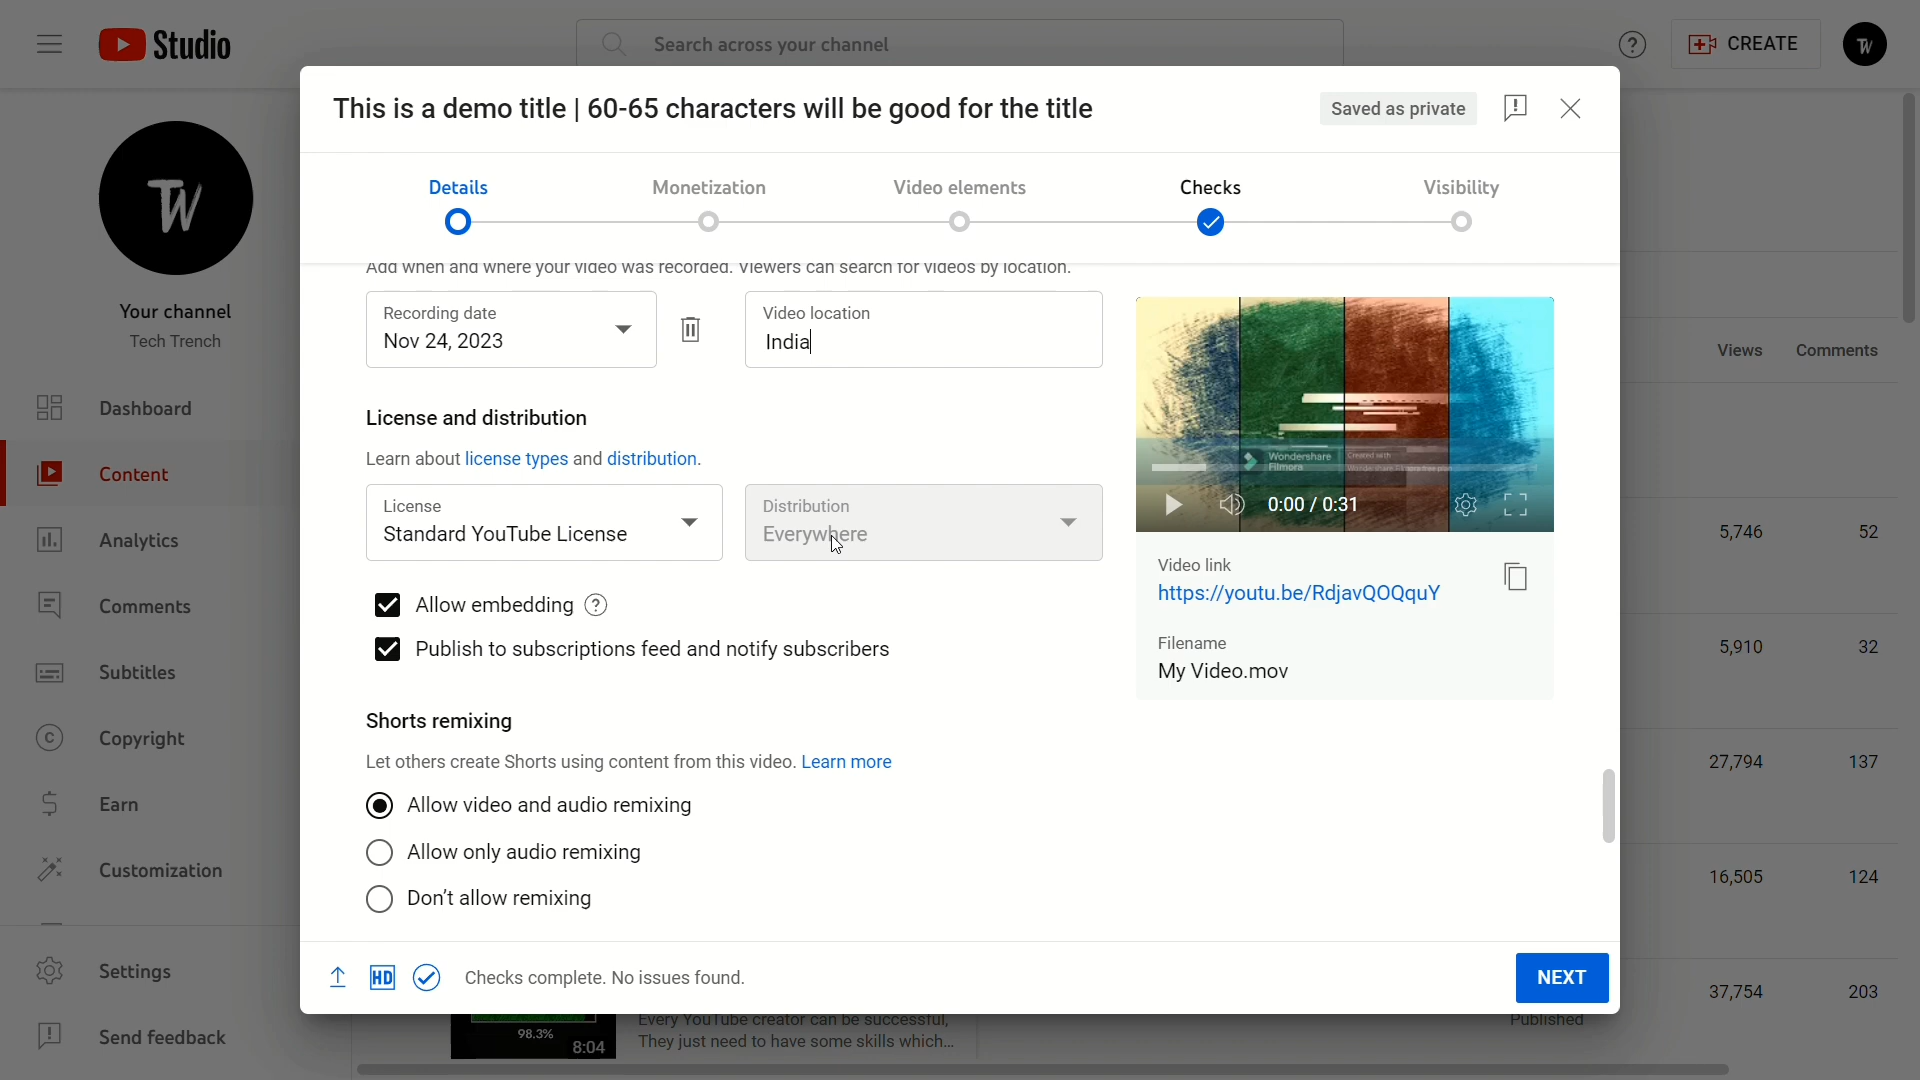 Studio
Search across your channel
CREATE
TW
This is a demo title | 60-65 characters will be good for the title
Saved as private
Details
Monetization
Video elements
Checks
Visibility
TW
Your channel
Tech Trench
Dashboard
Content
Analytics
Comments
Subtitles
Copyright
Earn
Customization
Settings
Send feedback
Add when and where your video was recorded. Viewers can search for videos by location.
Recording date
Nov 24, 2023
Video location
India
License and distribution
Learn about license types and distribution.
License
Standard YouTube License
Distribution
Everywhere
Allow embedding
Publish to subscriptions feed and notify subscribers
Shorts remixing
Let others create Shorts using content from this video. Learn more
Allow video and audio remixing
Allow only audio remixing
Don't allow remixing
Wondershare
Filmora
Created with
0:00 / 0:31
Video link
https://youtu.be/RdjavQOQquY
Filename
My Video.mov
HD
Checks complete. No issues found.
NEXT
Views Comments
5,746 52
5,910 32
27,794 137
16,505 124
37,754 203
98.3%
8:04
Every YouTube creator can be successful,
They just need to have some skills which...
Published